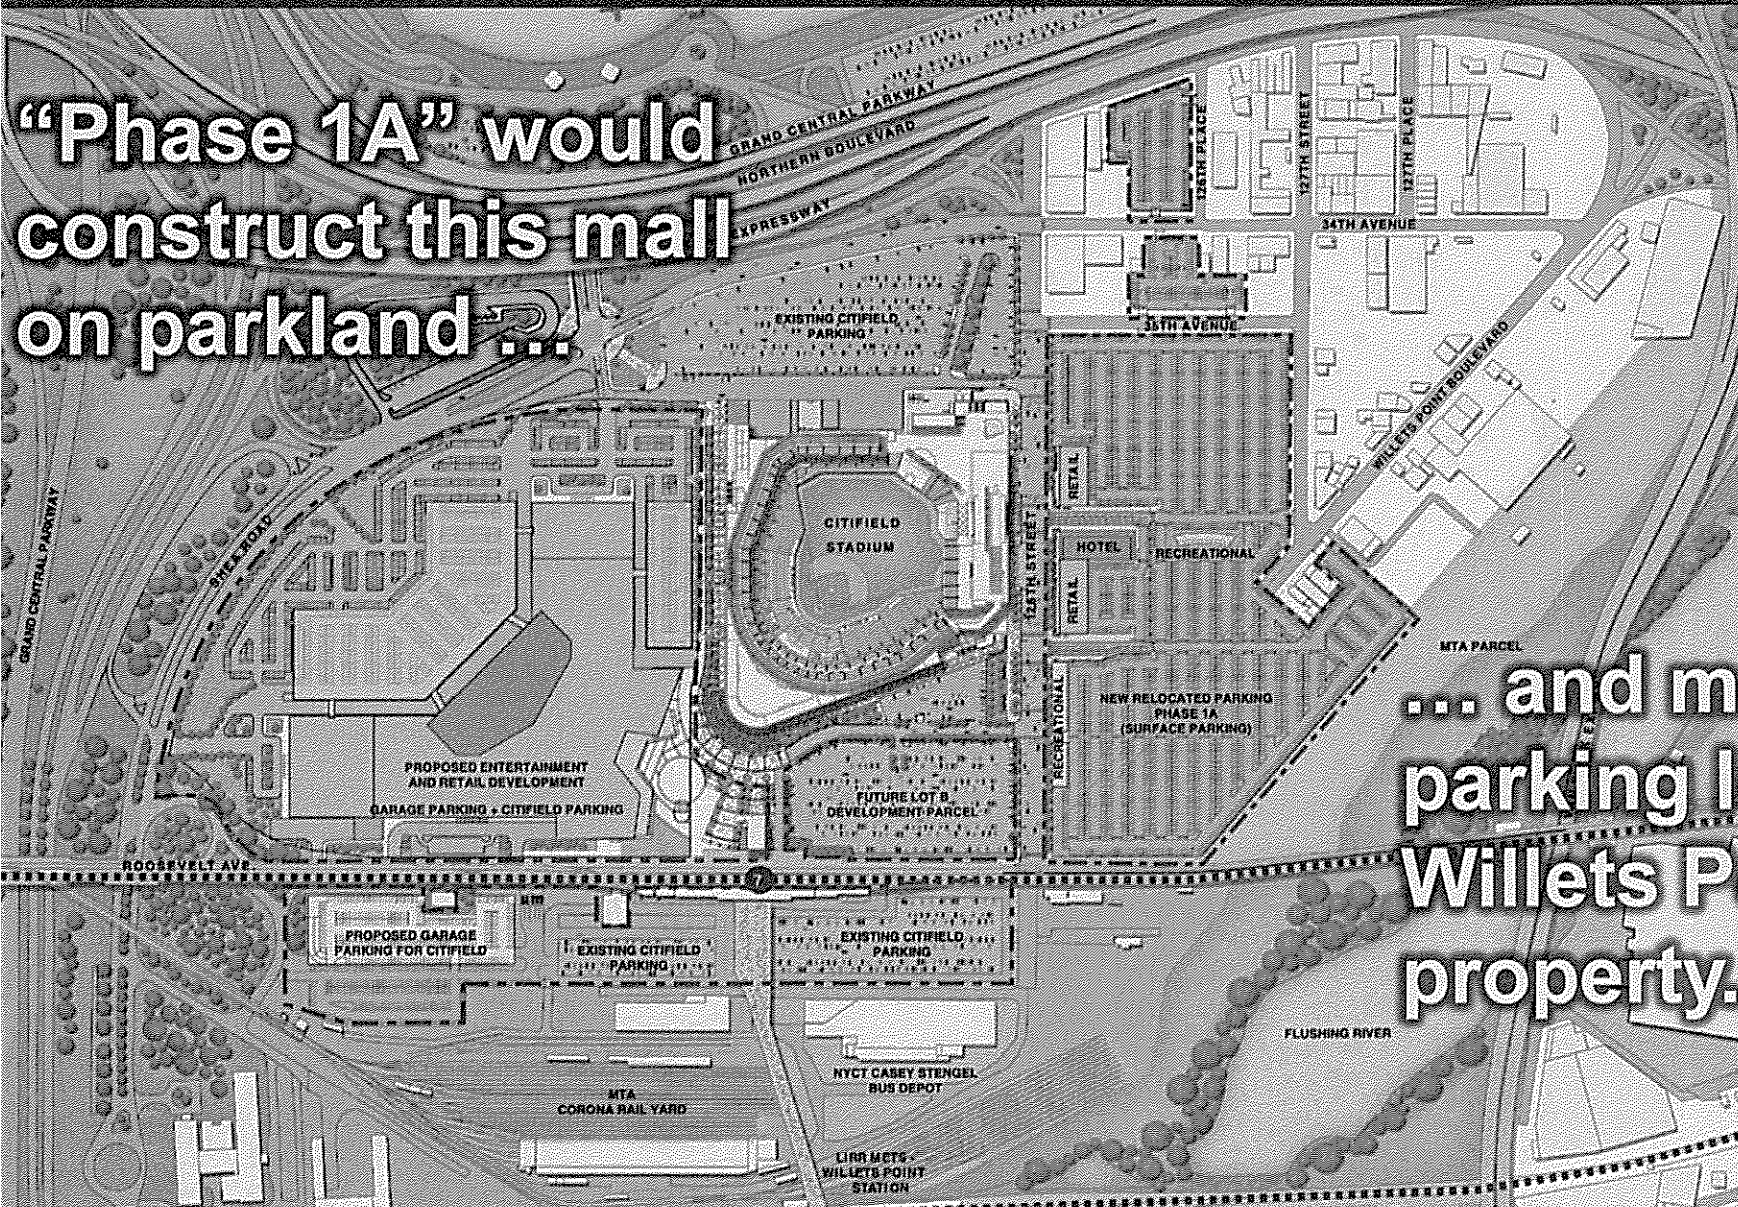 “Phase 1A” would
construct this mall
on parkland ...
GRAND CENTRAL PARKWAY
NORTHERN BOULEVARD
EXPRESSWAY
126TH PLACE
127TH STREET
127TH PLACE
34TH AVENUE
EXISTING CITIFIELD
PARKING
35TH AVENUE
WILLETS POINT BOULEVARD
GRAND CENTRAL PARKWAY
SHEA ROAD
CITIFIELD
STADIUM
126TH STREET
RETAIL
HOTEL
RECREATIONAL
RETAIL
MTA PARCEL
RECREATIONAL
NEW RELOCATED PARKING
PHASE 1A
(SURFACE PARKING)
... and m
parking l
Willets P
property.
PROPOSED ENTERTAINMENT
AND RETAIL DEVELOPMENT
GARAGE PARKING + CITIFIELD PARKING
FUTURE LOT B
DEVELOPMENT PARCEL
ROOSEVELT AVE
7
PROPOSED GARAGE
PARKING FOR CITIFIELD
EXISTING CITIFIELD
PARKING
EXISTING CITIFIELD
PARKING
FLUSHING RIVER
NYCT CASEY STENGEL
BUS DEPOT
MTA
CORONA RAIL YARD
LIRR METS -
WILLETS POINT
STATION